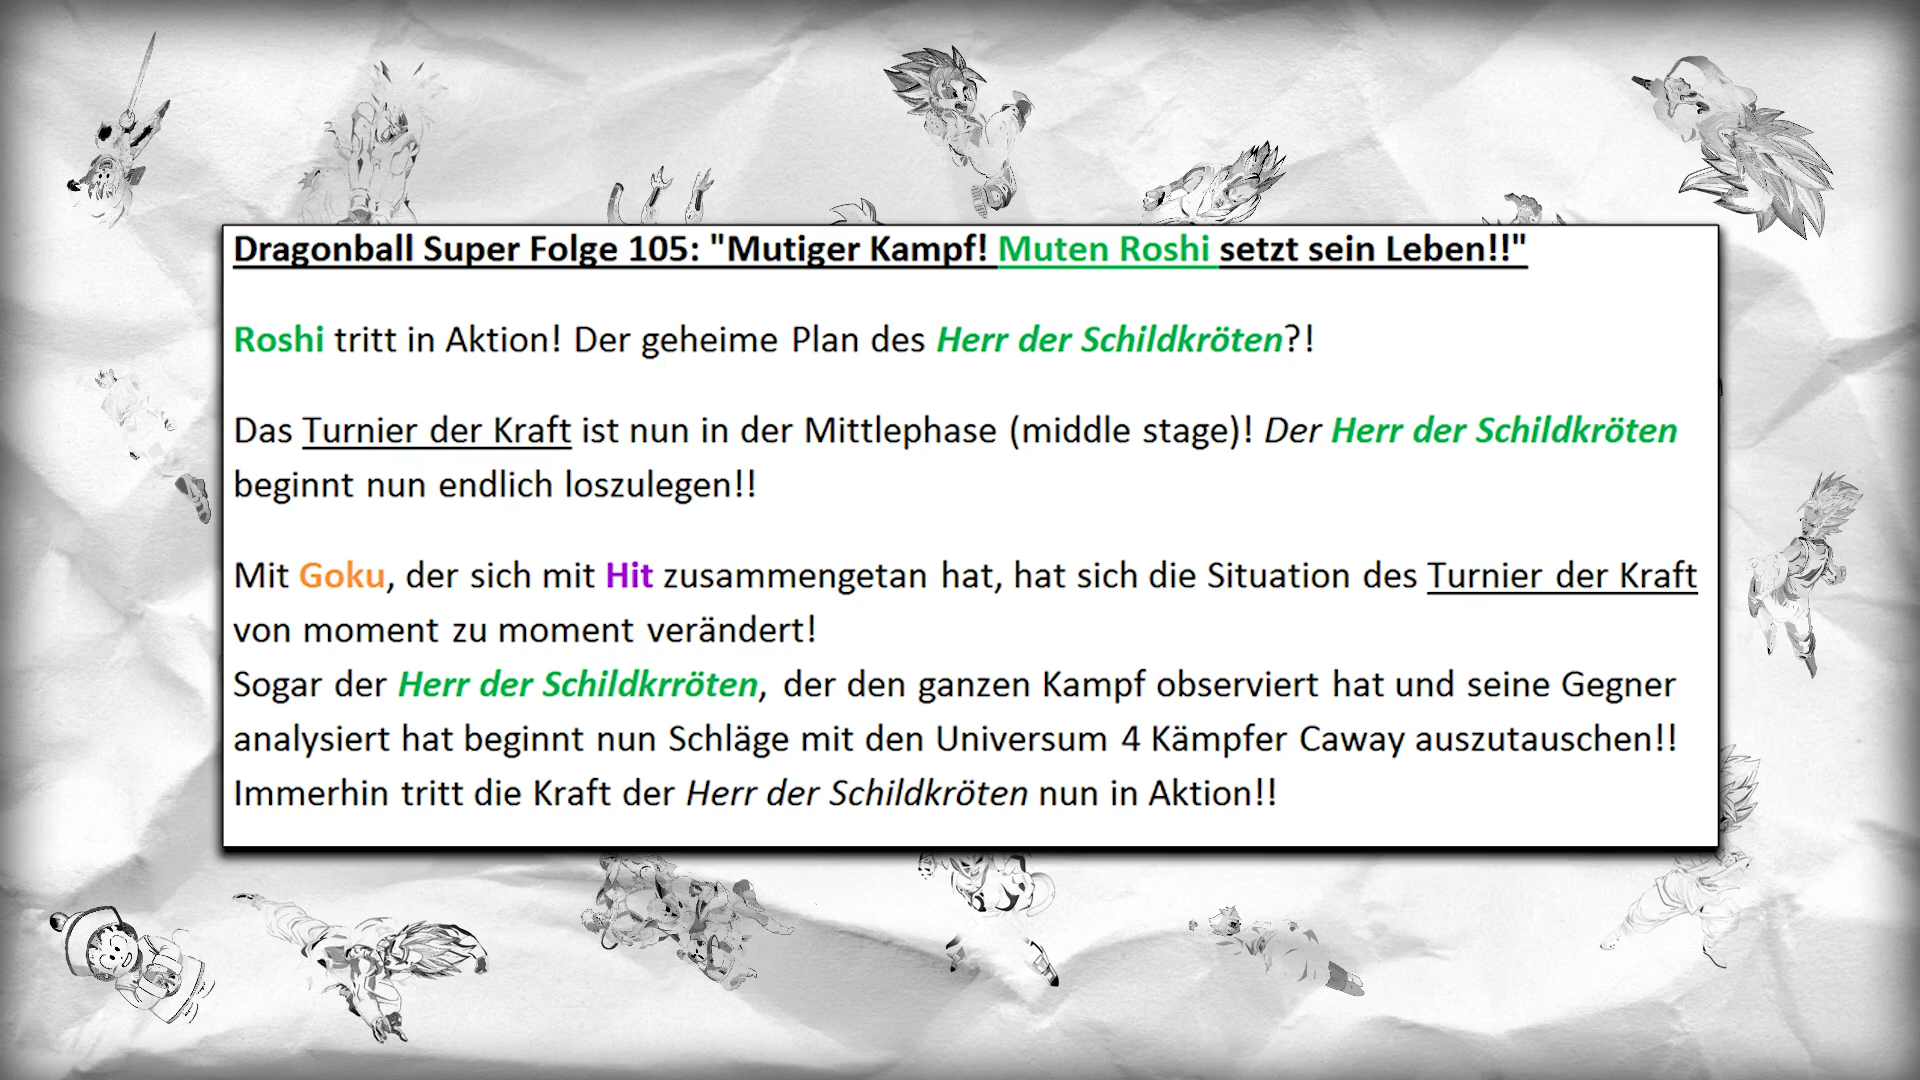 Dragonball Super Folge 105: "Mutiger Kampf! Muten Roshi setzt sein Leben!!"
Roshi tritt in Aktion! Der geheime Plan des Herr der Schildkröten?!
Das Turnier der Kraft ist nun in der Mittlephase (middle stage)! Der Herr der Schildkröten
beginnt nun endlich loszulegen!!
Mit Goku, der sich mit Hit zusammengetan hat, hat sich die Situation des Turnier der Kraft
von moment zu moment verändert!
Sogar der Herr der Schildkrröten, der den ganzen Kampf observiert hat und seine Gegner
analysiert hat beginnt nun Schläge mit den Universum 4 Kämpfer Caway auszutauschen!!
Immerhin tritt die Kraft der Herr der Schildkröten nun in Aktion!!